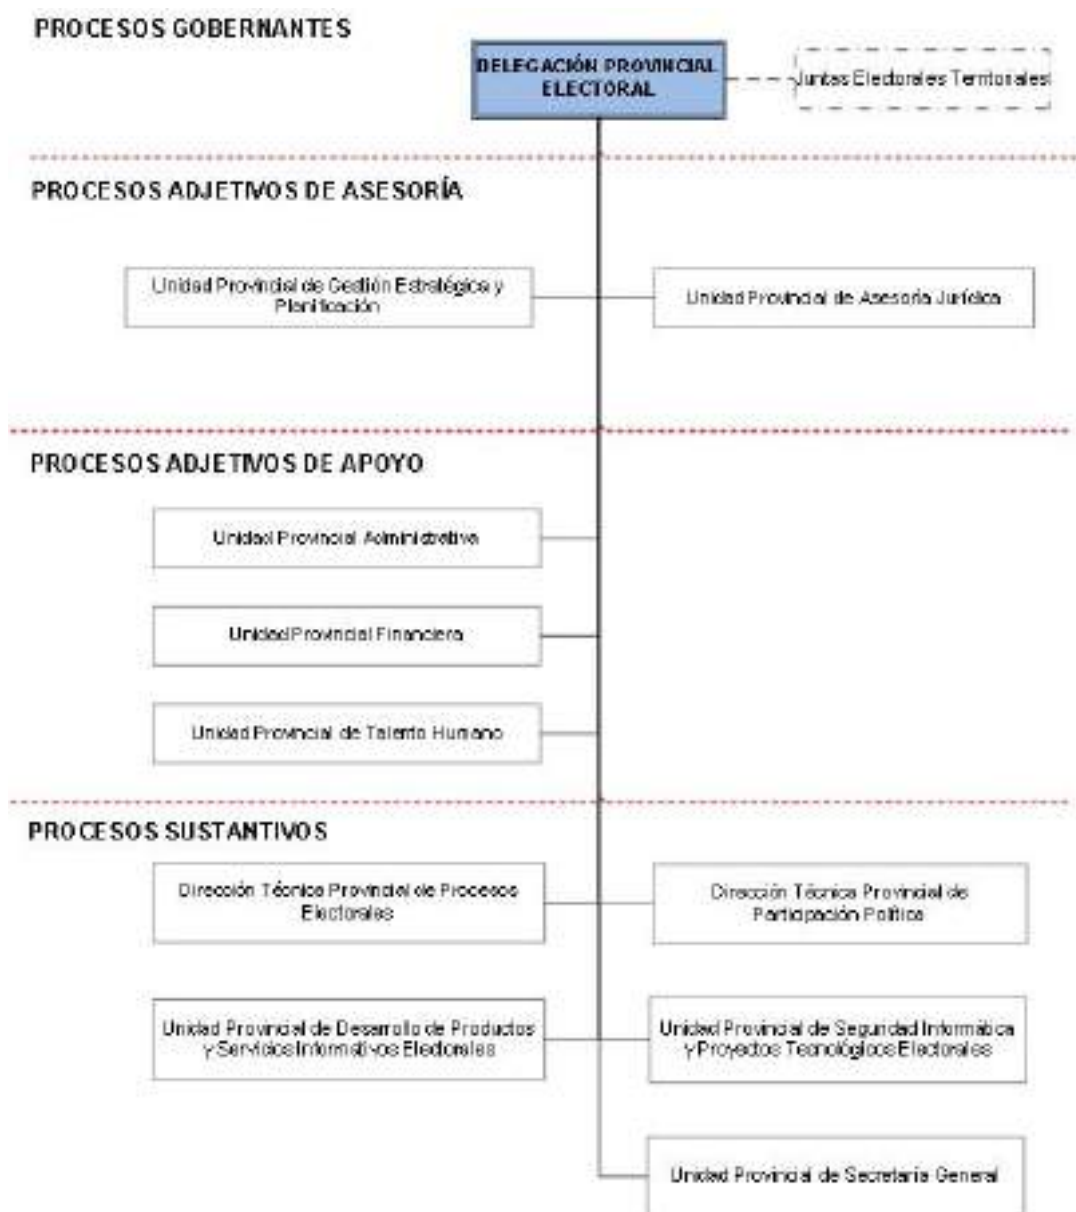 PROCESOS GOBERNANTES
DELEGACIÓN PROVINCIAL
ELECTORAL
Juntas Electorales Territoriales
PROCESOS ADJETIVOS DE ASESORÍA
Unidad Provincial de Gestión Estratégica y
Planificación
Unidad Provincial de Asesoría Jurídica
PROCESOS ADJETIVOS DE APOYO
Unidad Provincial Administrativa
Unidad Provincial Financiera
Unidad Provincial de Talento Humano
PROCESOS SUSTANTIVOS
Dirección Técnica Provincial de Procesos
Electorales
Dirección Técnica Provincial de
Participación Política
Unidad Provincial de Desarrollo de Productos
y Servicios Informativos Electorales
Unidad Provincial de Seguridad Informática
y Proyectos Tecnológicos Electorales
Unidad Provincial de Secretaría General